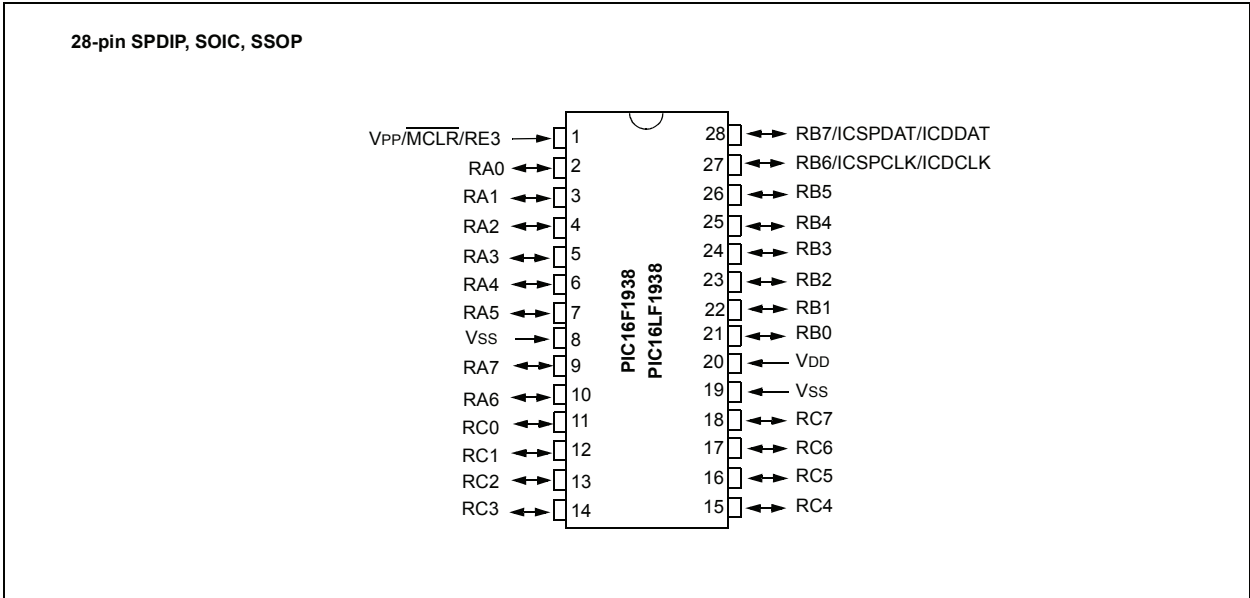 28-pin SPDIP, SOIC, SSOP
VPP/MCLR/RE3 1 28 RB7/ICSPDAT/ICDDAT
RA0 2 27 RB6/ICSPCLK/ICDCLK
RA1 3 26 RB5
RA2 4 25 RB4
RA3 5 24 RB3
RA4 6 23 RB2
RA5 7 22 RB1
VSS 8 21 RB0
RA7 9 20 VDD
RA6 10 19 VSS
RC0 11 18 RC7
RC1 12 17 RC6
RC2 13 16 RC5
RC3 14 15 RC4
PIC16F1938
PIC16LF1938